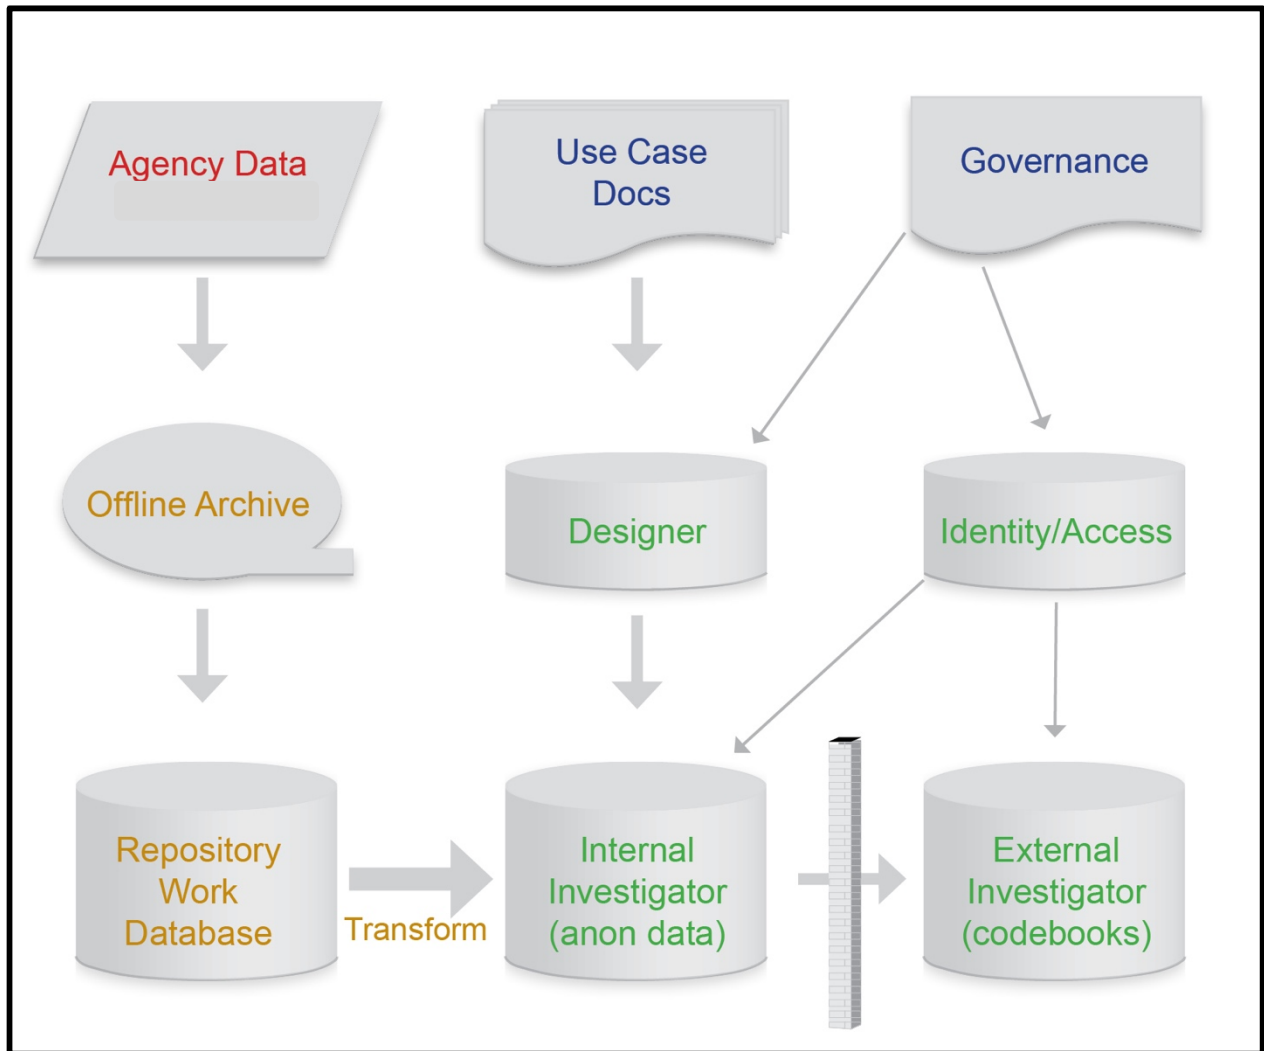 Agency Data
Use Case
Docs
Governance
Offline Archive
Designer
Identity/Access
Repository
Work
Database
Transform
Internal
Investigator
(anon data)
External
Investigator
(codebooks)